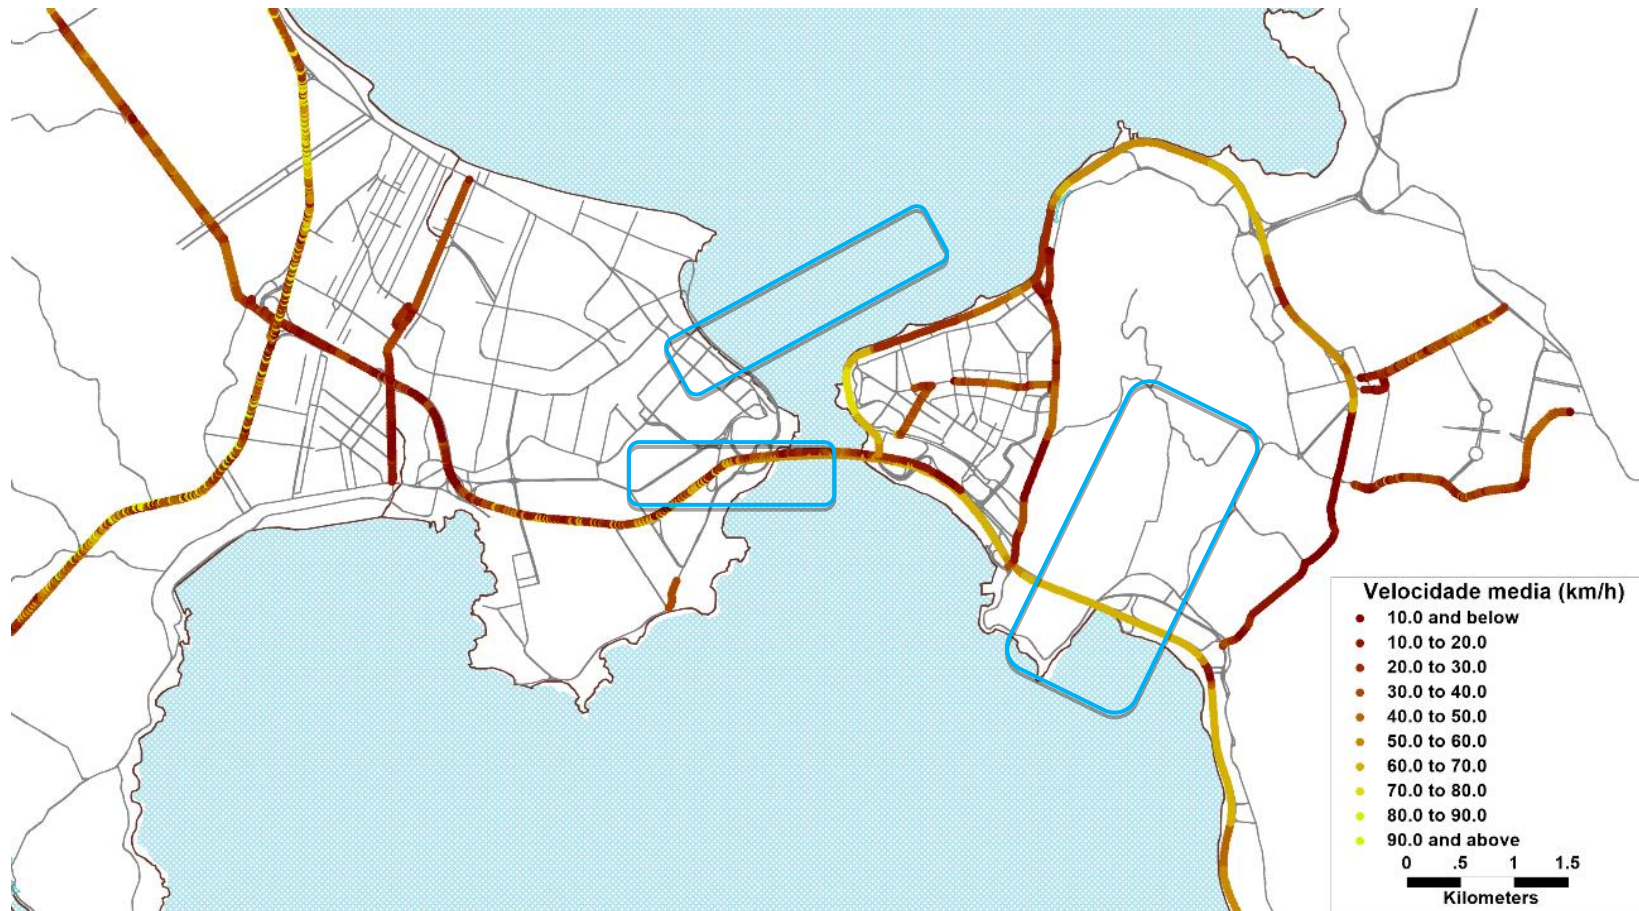 Velocidade media (km/h)
10.0 and below
10.0 to 20.0
20.0 to 30.0
30.0 to 40.0
40.0 to 50.0
50.0 to 60.0
60.0 to 70.0
70.0 to 80.0
80.0 to 90.0
90.0 and above
0 .5 1 1.5
Kilometers